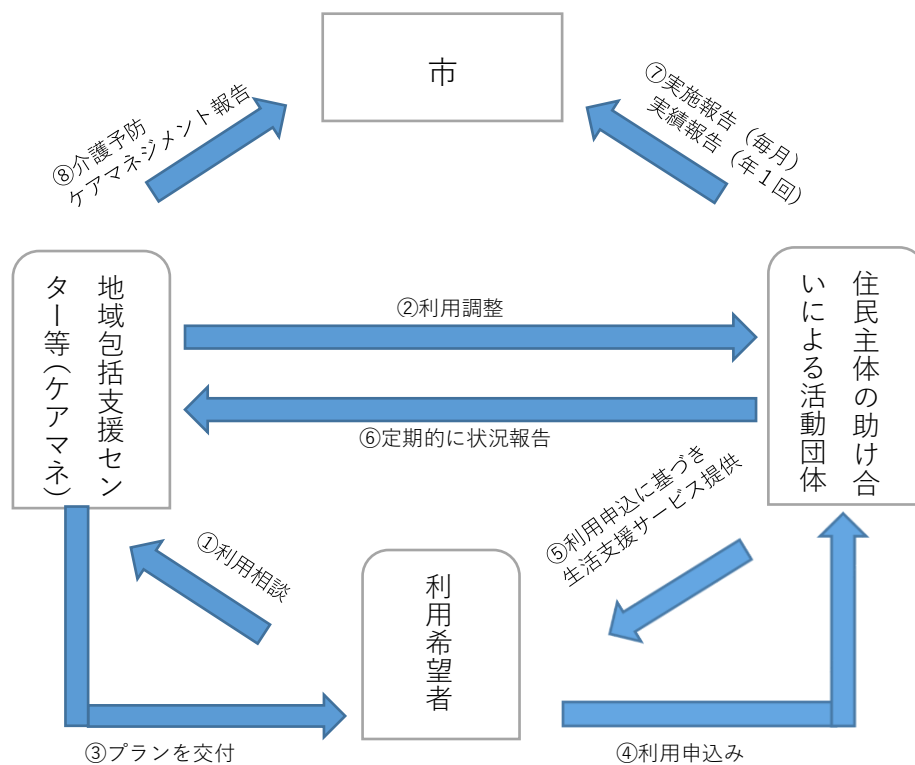 市
⑧介護予防
ケアマネジメント報告
⑦実施報告（毎月）
実績報告（年１回）
地域包括支援セン
ター等（ケアマネ）
②利用調整
⑥定期的に状況報告
住民主体の助け合
いによる活動団体
①利用相談
⑤利用申込に基づき
生活支援サービス提供
利用希望者
③プランを交付
④利用申込み